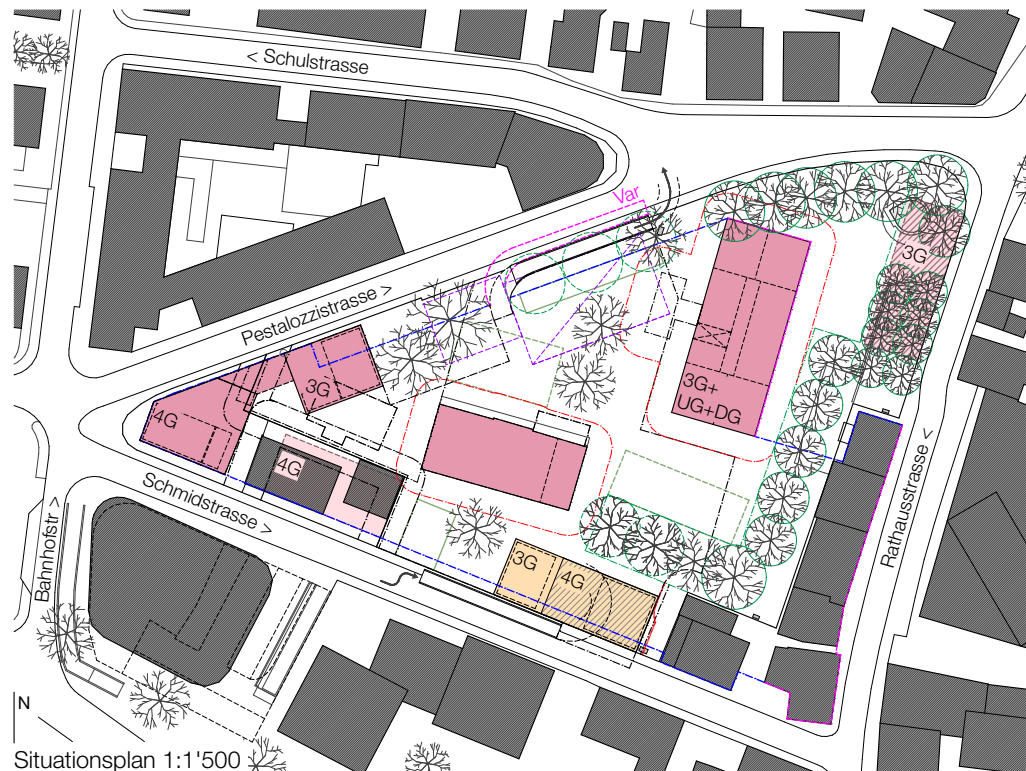 < Schulstrasse
Var
3G
Pestalozzistrasse >
3G
3G+
UG+DG
4G
4G
Schmidstrasse >
Rathausstrasse <
Bahnhofstr >
3G
4G
N
Situationsplan 1:1'500